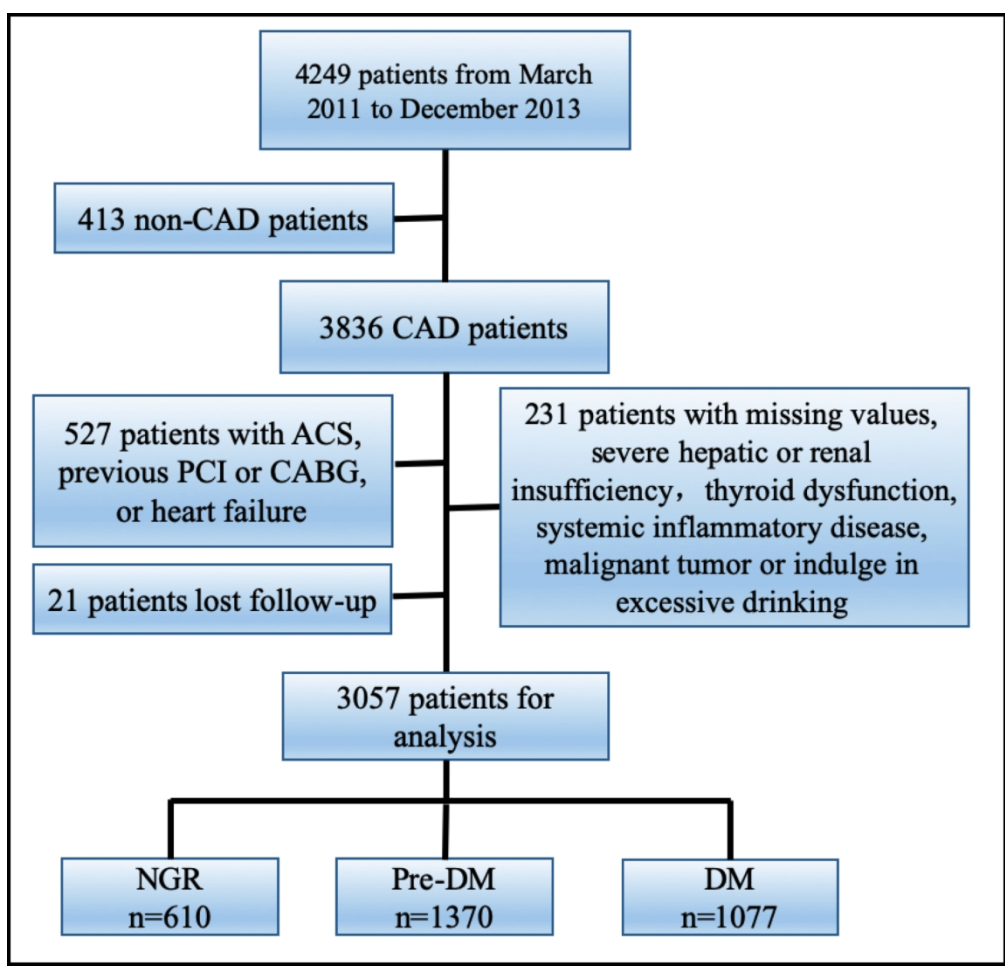 4249 patients from March
2011 to December 2013
413 non-CAD patients
3836 CAD patients
527 patients with ACS,
previous PCI or CABG,
or heart failure
231 patients with missing values,
severe hepatic or renal
insufficiency，thyroid dysfunction,
systemic inflammatory disease,
malignant tumor or indulge in
excessive drinking
21 patients lost follow-up
3057 patients for
analysis
NGR
n=610
Pre-DM
n=1370
DM
n=1077